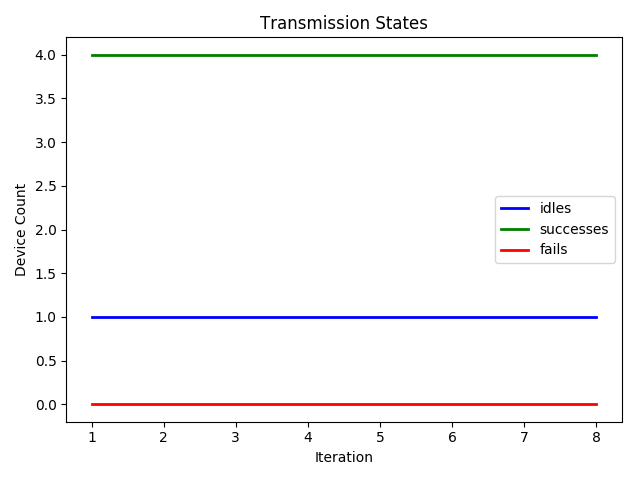 Transmission States
Device Count
4.0
3.5
3.0
2.5
2.0
1.5
1.0
0.5
0.0
idles
successes
fails
1 2 3 4 5 6 7 8
Iteration